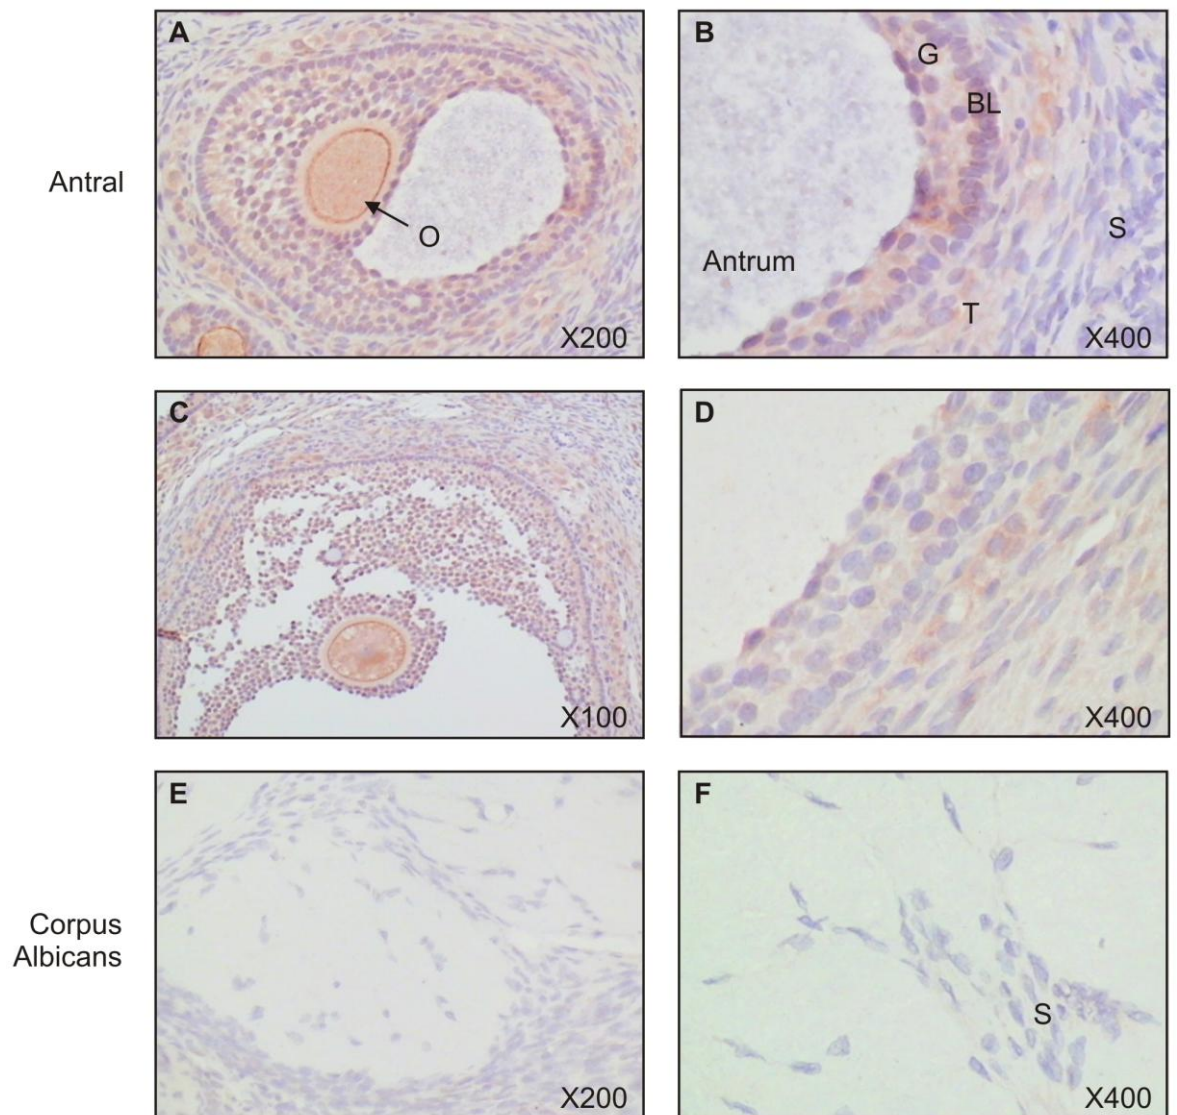 A
B
G
BL
Antral
O
S
Antrum
T
X200
X400
C
D
X100
X400
E
F
Corpus
Albicans
S
X200
X400